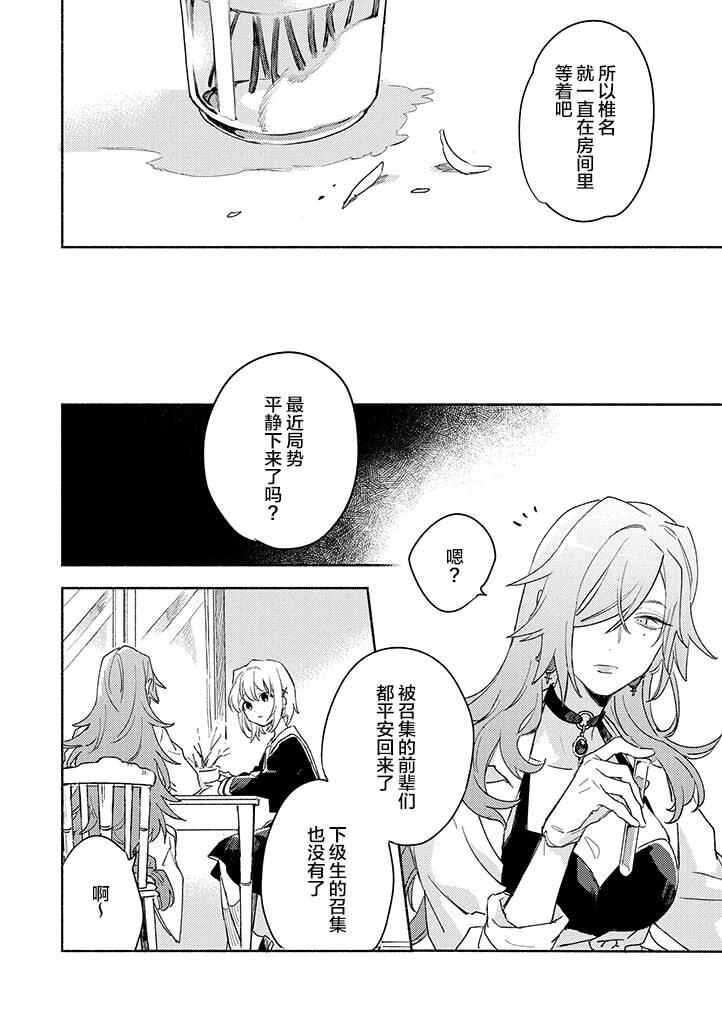 所以椎名
就一直在房间里
等着吧
最近局势
平静下来了吗？
嗯？
被召集的前辈们
都平安回来了
下级生的召集
也没有了
啊～